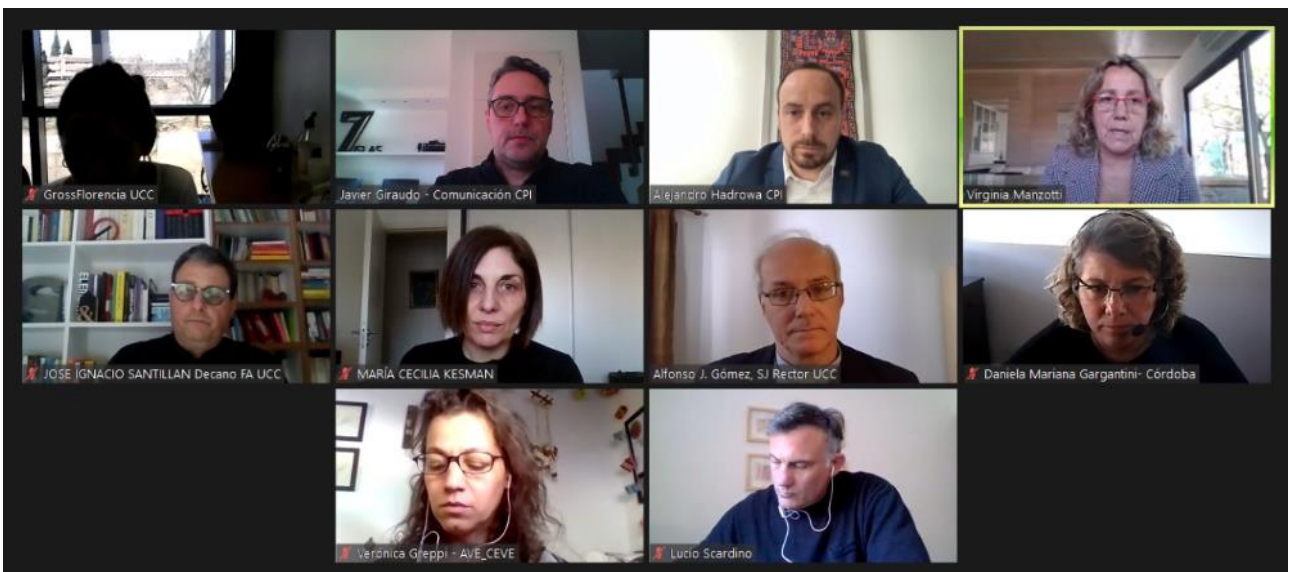 GrossFlorencia UCC
Javier Giraudo - Comunicación CPI
Alejandro Hadrowa CPI
Virginia Manzotti
JOSE IGNACIO SANTILLAN Decano FA UCC
MARÍA CECILIA KESMAN
Alfonso J. Gómez, SJ Rector UCC
Daniela Mariana Gargantini- Córdoba
Verónica Greppi - AVE_CEVE
Lucio Scardino